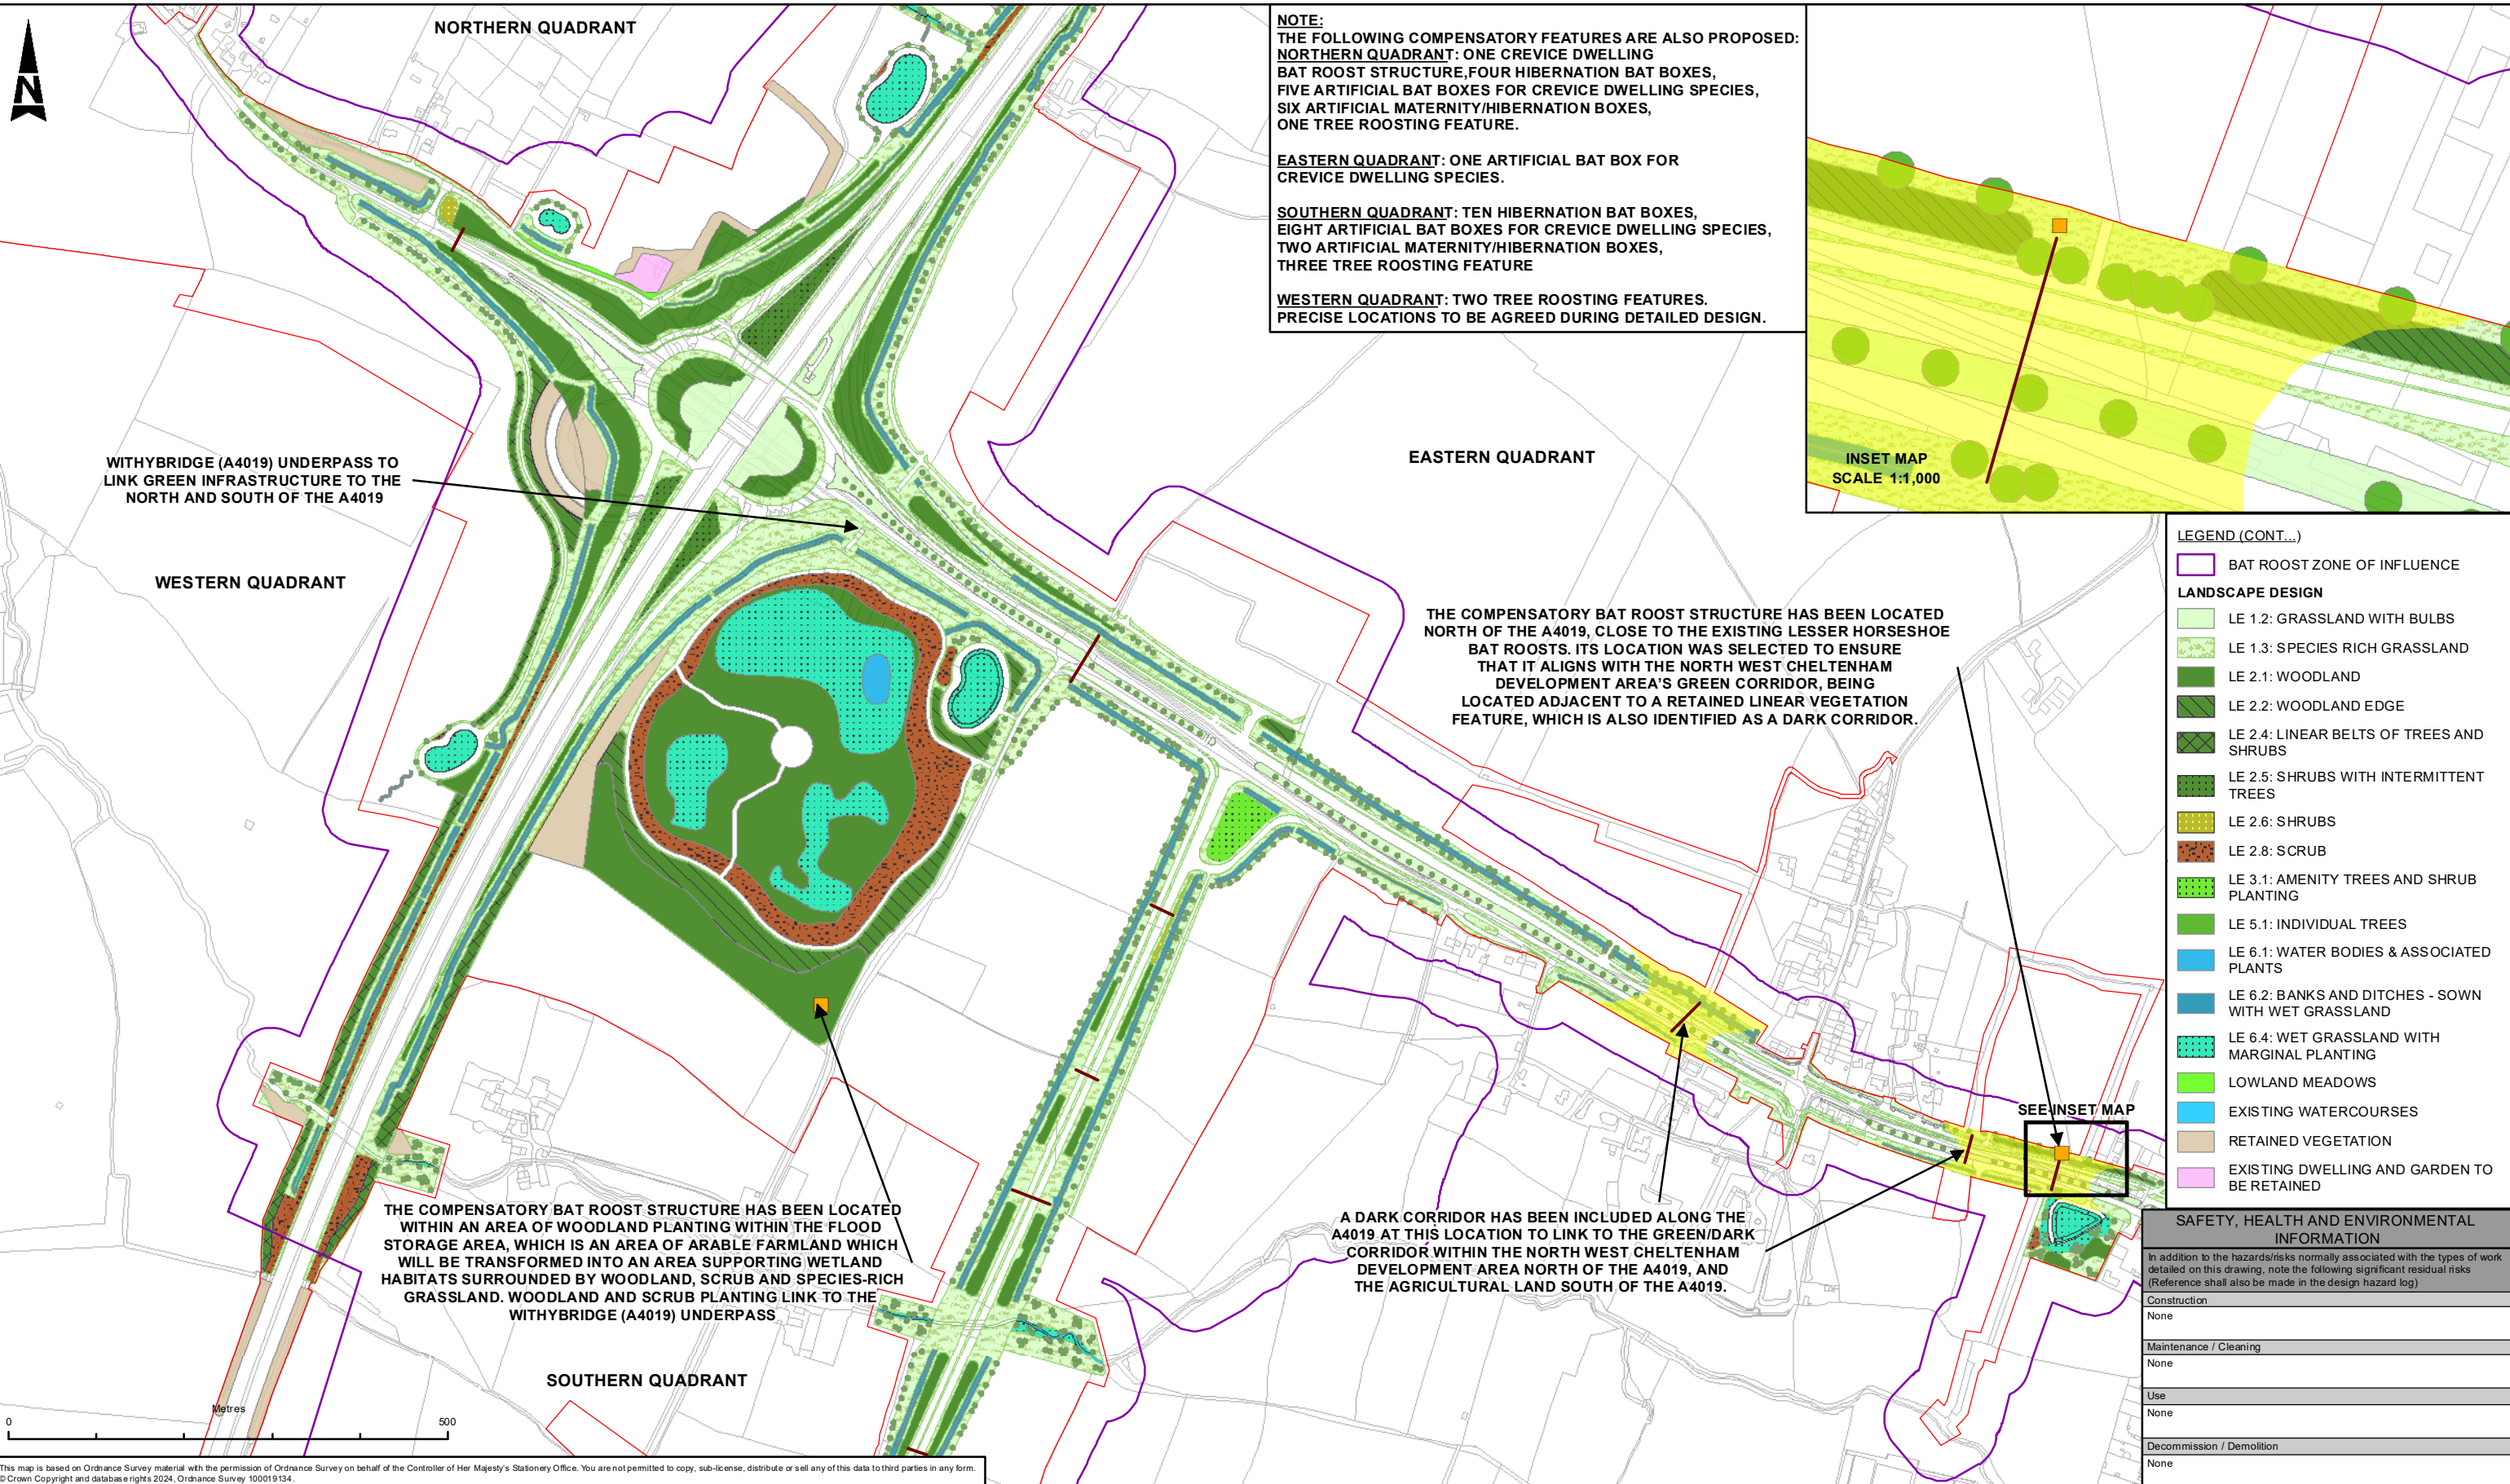 NORTHERN QUADRANT
N
NOTE:
THE FOLLOWING COMPENSATORY FEATURES ARE ALSO PROPOSED:
NORTHERN QUADRANT: ONE CREVICE DWELLING
BAT ROOST STRUCTURE,FOUR HIBERNATION BAT BOXES,
FIVE ARTIFICIAL BAT BOXES FOR CREVICE DWELLING SPECIES,
SIX ARTIFICIAL MATERNITY/HIBERNATION BOXES,
ONE TREE ROOSTING FEATURE.
EASTERN QUADRANT: ONE ARTIFICIAL BAT BOX FOR
CREVICE DWELLING SPECIES.
SOUTHERN QUADRANT: TEN HIBERNATION BAT BOXES,
EIGHT ARTIFICIAL BAT BOXES FOR CREVICE DWELLING SPECIES,
TWO ARTIFICIAL MATERNITY/HIBERNATION BOXES,
THREE TREE ROOSTING FEATURE
WESTERN QUADRANT: TWO TREE ROOSTING FEATURES.
PRECISE LOCATIONS TO BE AGREED DURING DETAILED DESIGN.
INSET MAP
SCALE 1:1,000
EASTERN QUADRANT
WITHYBRIDGE (A4019) UNDERPASS TO
LINK GREEN INFRASTRUCTURE TO THE
NORTH AND SOUTH OF THE A4019
WESTERN QUADRANT
THE COMPENSATORY BAT ROOST STRUCTURE HAS BEEN LOCATED
NORTH OF THE A4019, CLOSE TO THE EXISTING LESSER HORSESHOE
BAT ROOSTS. ITS LOCATION WAS SELECTED TO ENSURE
THAT IT ALIGNS WITH THE NORTH WEST CHELTENHAM
DEVELOPMENT AREA'S GREEN CORRIDOR, BEING
LOCATED ADJACENT TO A RETAINED LINEAR VEGETATION
FEATURE, WHICH IS ALSO IDENTIFIED AS A DARK CORRIDOR.
SEE INSET MAP
THE COMPENSATORY BAT ROOST STRUCTURE HAS BEEN LOCATED
WITHIN AN AREA OF WOODLAND PLANTING WITHIN THE FLOOD
STORAGE AREA, WHICH IS AN AREA OF ARABLE FARMLAND WHICH
WILL BE TRANSFORMED INTO AN AREA SUPPORTING WETLAND
HABITATS SURROUNDED BY WOODLAND, SCRUB AND SPECIES-RICH
GRASSLAND. WOODLAND AND SCRUB PLANTING LINK TO THE
WITHYBRIDGE (A4019) UNDERPASS
A DARK CORRIDOR HAS BEEN INCLUDED ALONG THE
A4019 AT THIS LOCATION TO LINK TO THE GREEN/DARK
CORRIDOR WITHIN THE NORTH WEST CHELTENHAM
DEVELOPMENT AREA NORTH OF THE A4019, AND
THE AGRICULTURAL LAND SOUTH OF THE A4019.
SOUTHERN QUADRANT
Metres
0 500
LEGEND (CONT...)
BAT ROOST ZONE OF INFLUENCE
LANDSCAPE DESIGN
LE 1.2: GRASSLAND WITH BULBS
LE 1.3: SPECIES RICH GRASSLAND
LE 2.1: WOODLAND
LE 2.2: WOODLAND EDGE
LE 2.4: LINEAR BELTS OF TREES AND
SHRUBS
LE 2.5: SHRUBS WITH INTERMITTENT
TREES
LE 2.6: SHRUBS
LE 2.8: SCRUB
LE 3.1: AMENITY TREES AND SHRUB
PLANTING
LE 5.1: INDIVIDUAL TREES
LE 6.1: WATER BODIES & ASSOCIATED
PLANTS
LE 6.2: BANKS AND DITCHES - SOWN
WITH WET GRASSLAND
LE 6.4: WET GRASSLAND WITH
MARGINAL PLANTING
LOWLAND MEADOWS
EXISTING WATERCOURSES
RETAINED VEGETATION
EXISTING DWELLING AND GARDEN TO
BE RETAINED
SAFETY, HEALTH AND ENVIRONMENTAL
INFORMATION
In addition to the hazards/risks normally associated with the types of work
detailed on this drawing, note the following significant residual risks
(Reference shall also be made in the design hazard log)
Construction
None
Maintenance / Cleaning
None
Use
None
Decommission / Demolition
None
This map is based on Ordnance Survey material with the permission of Ordnance Survey on behalf of the Controller of Her Majesty's Stationery Office. You are not permitted to copy, sub-license, distribute or sell any of this data to third parties in any form.
© Crown Copyright and database rights 2024, Ordnance Survey 100019134.